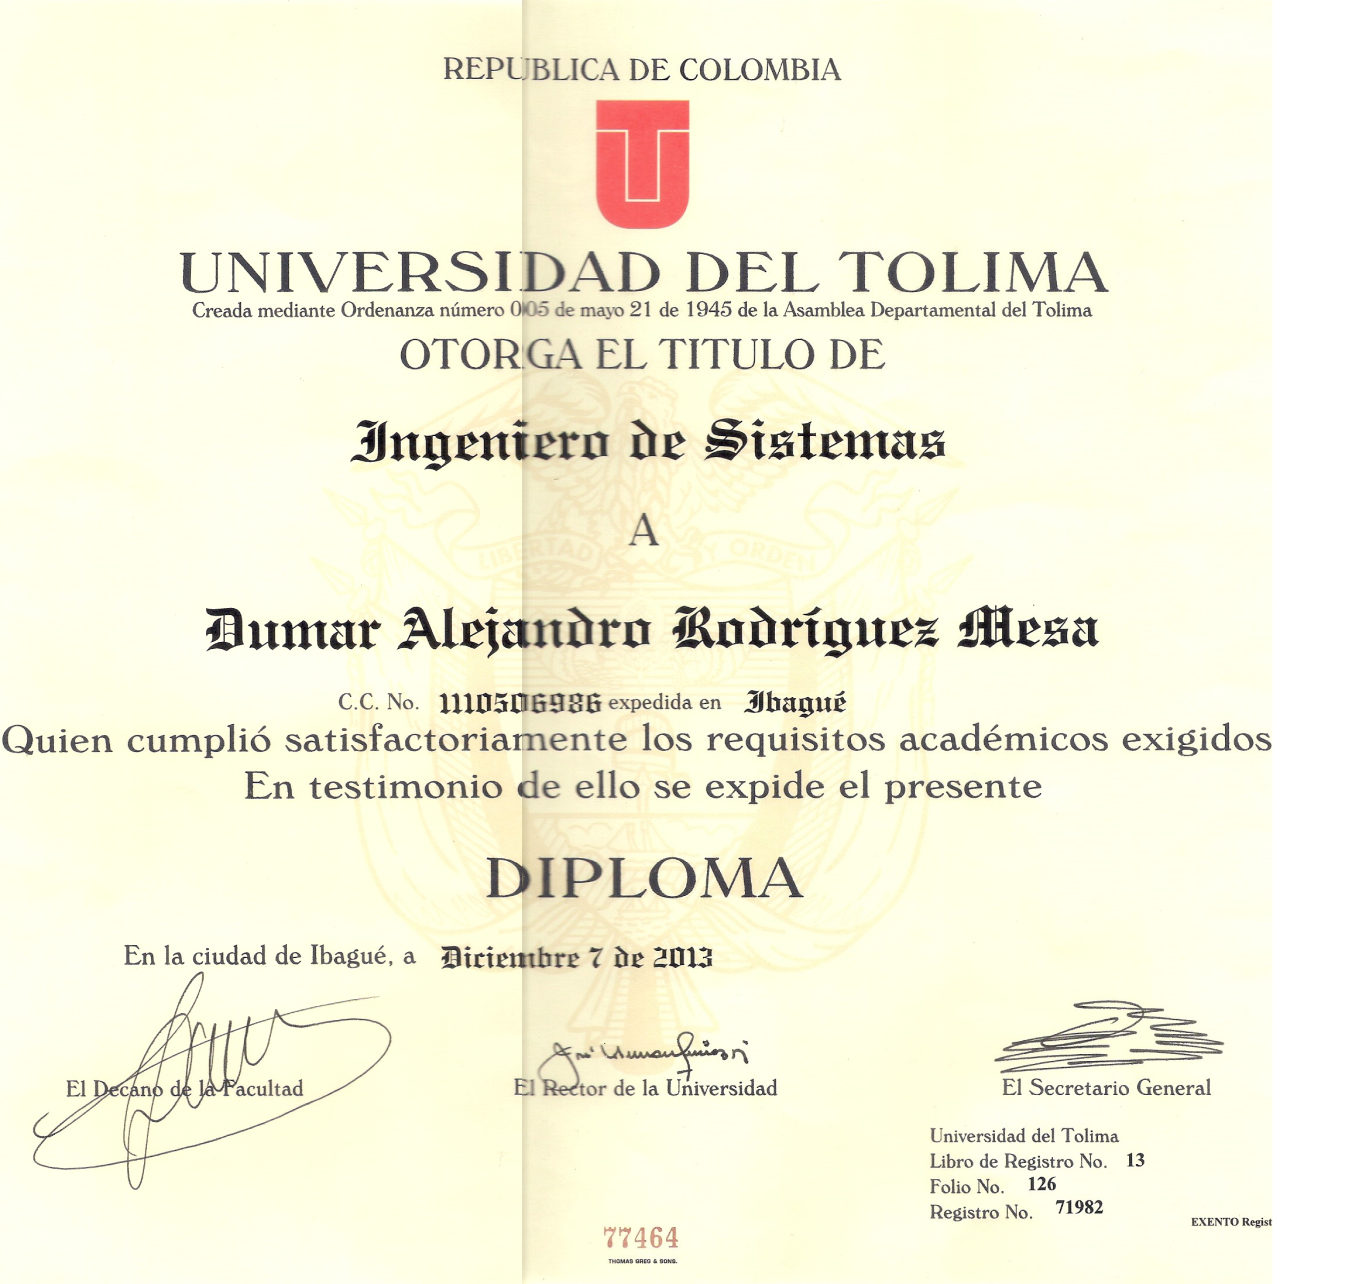 REPUBLICA DE COLOMBIA
UNIVERSIDAD DEL TOLIMA
Creada mediante Ordenanza número 005 de mayo 21 de 1945 de la Asamblea Departamental del Tolima
OTORGA EL TITULO DE
Ingeniero de Sistemas
A
LIBERTAD Y ORDEN
Dumar Alejandro Rodríguez Mesa
C.C. No. 1110506986 expedida en Ibagué
Quien cumplió satisfactoriamente los requisitos académicos exigidos
En testimonio de ello se expide el presente
DIPLOMA
En la ciudad de Ibagué, a Diciembre 7 de 2013
El Decano de la Facultad
El Rector de la Universidad
El Secretario General
Universidad del Tolima
Libro de Registro No. 13
Folio No. 126
Registro No. 71982
EXENTO Regist
77464
THOMAS GREG & SONS.